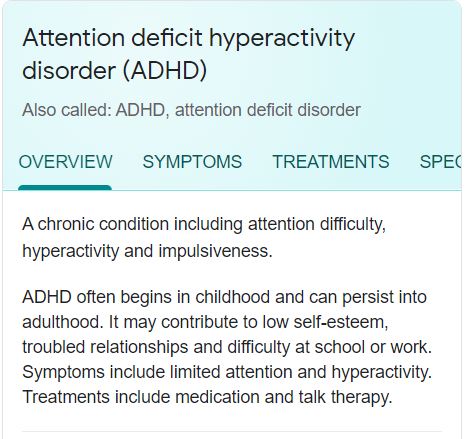 Attention deficit hyperactivity
disorder (ADHD)
Also called: ADHD, attention deficit disorder
OVERVIEW SYMPTOMS TREATMENTS SPEC
A chronic condition including attention difficulty,
hyperactivity and impulsiveness.
ADHD often begins in childhood and can persist into
adulthood. It may contribute to low self-esteem,
troubled relationships and difficulty at school or work.
Symptoms include limited attention and hyperactivity.
Treatments include medication and talk therapy.